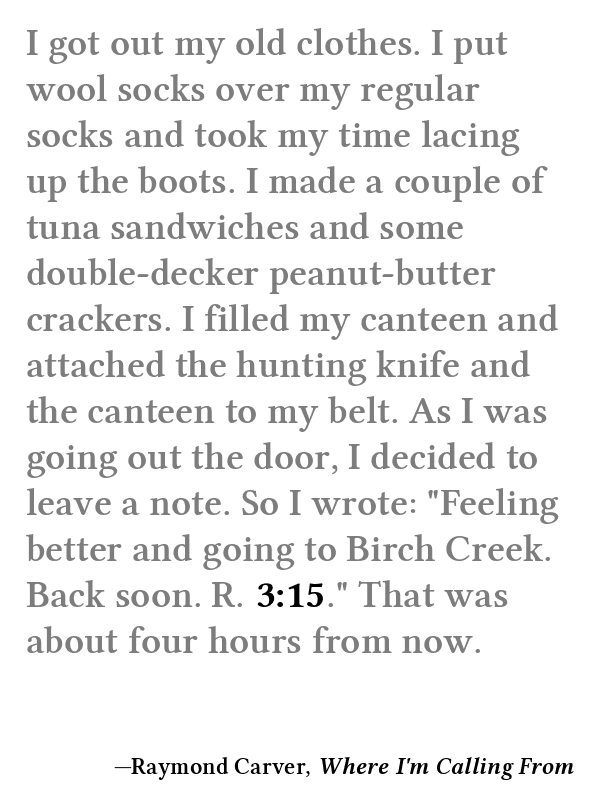 I got out my old clothes. I put
wool socks over my regular
socks and took my time lacing
up the boots. I made a couple of
tuna sandwiches and some
double-decker peanut-butter
crackers. I filled my canteen and
attached the hunting knife and
the canteen to my belt. As I was
going out the door, I decided to
leave a note. So I wrote: "Feeling
better and going to Birch Creek.
Back soon. R. 3:15." That was
about four hours from now.
—Raymond Carver, Where I'm Calling From